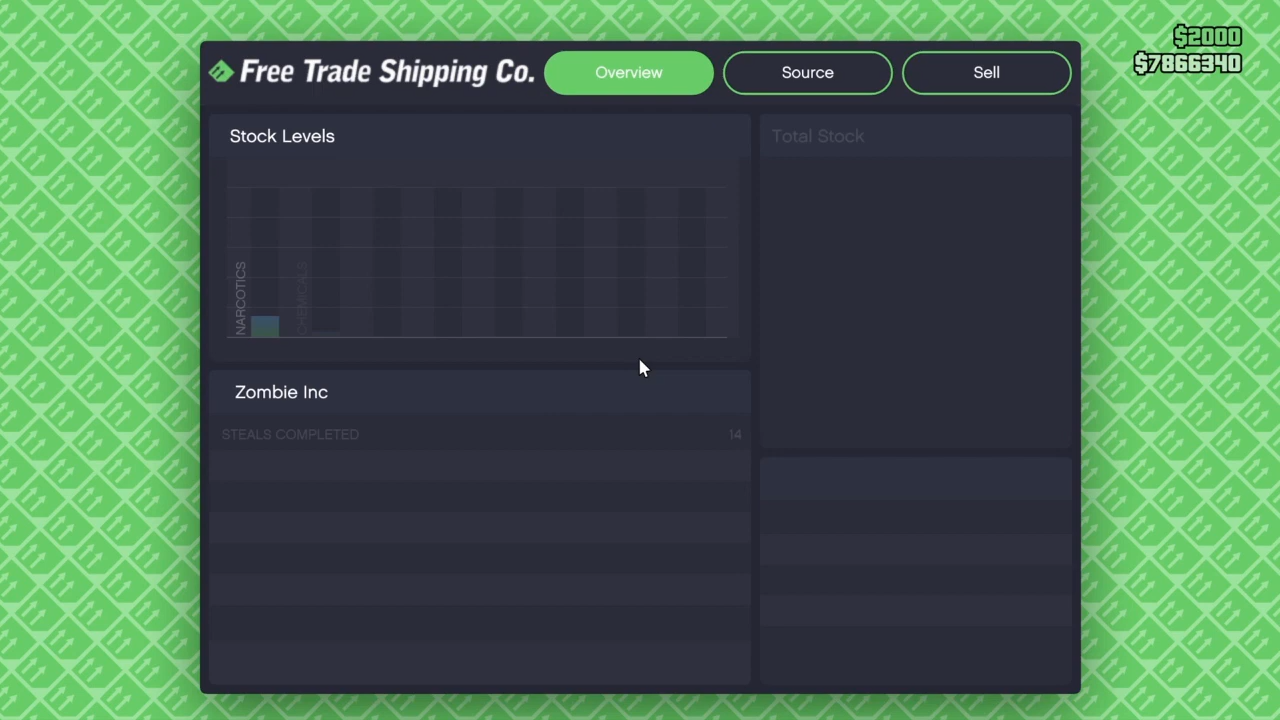 $2000
$7866340
Free Trade Shipping Co.
Overview
Source
Sell
Stock Levels
Total Stock
NARCOTICS
CHEMICALS
Zombie Inc
STEALS COMPLETED 14